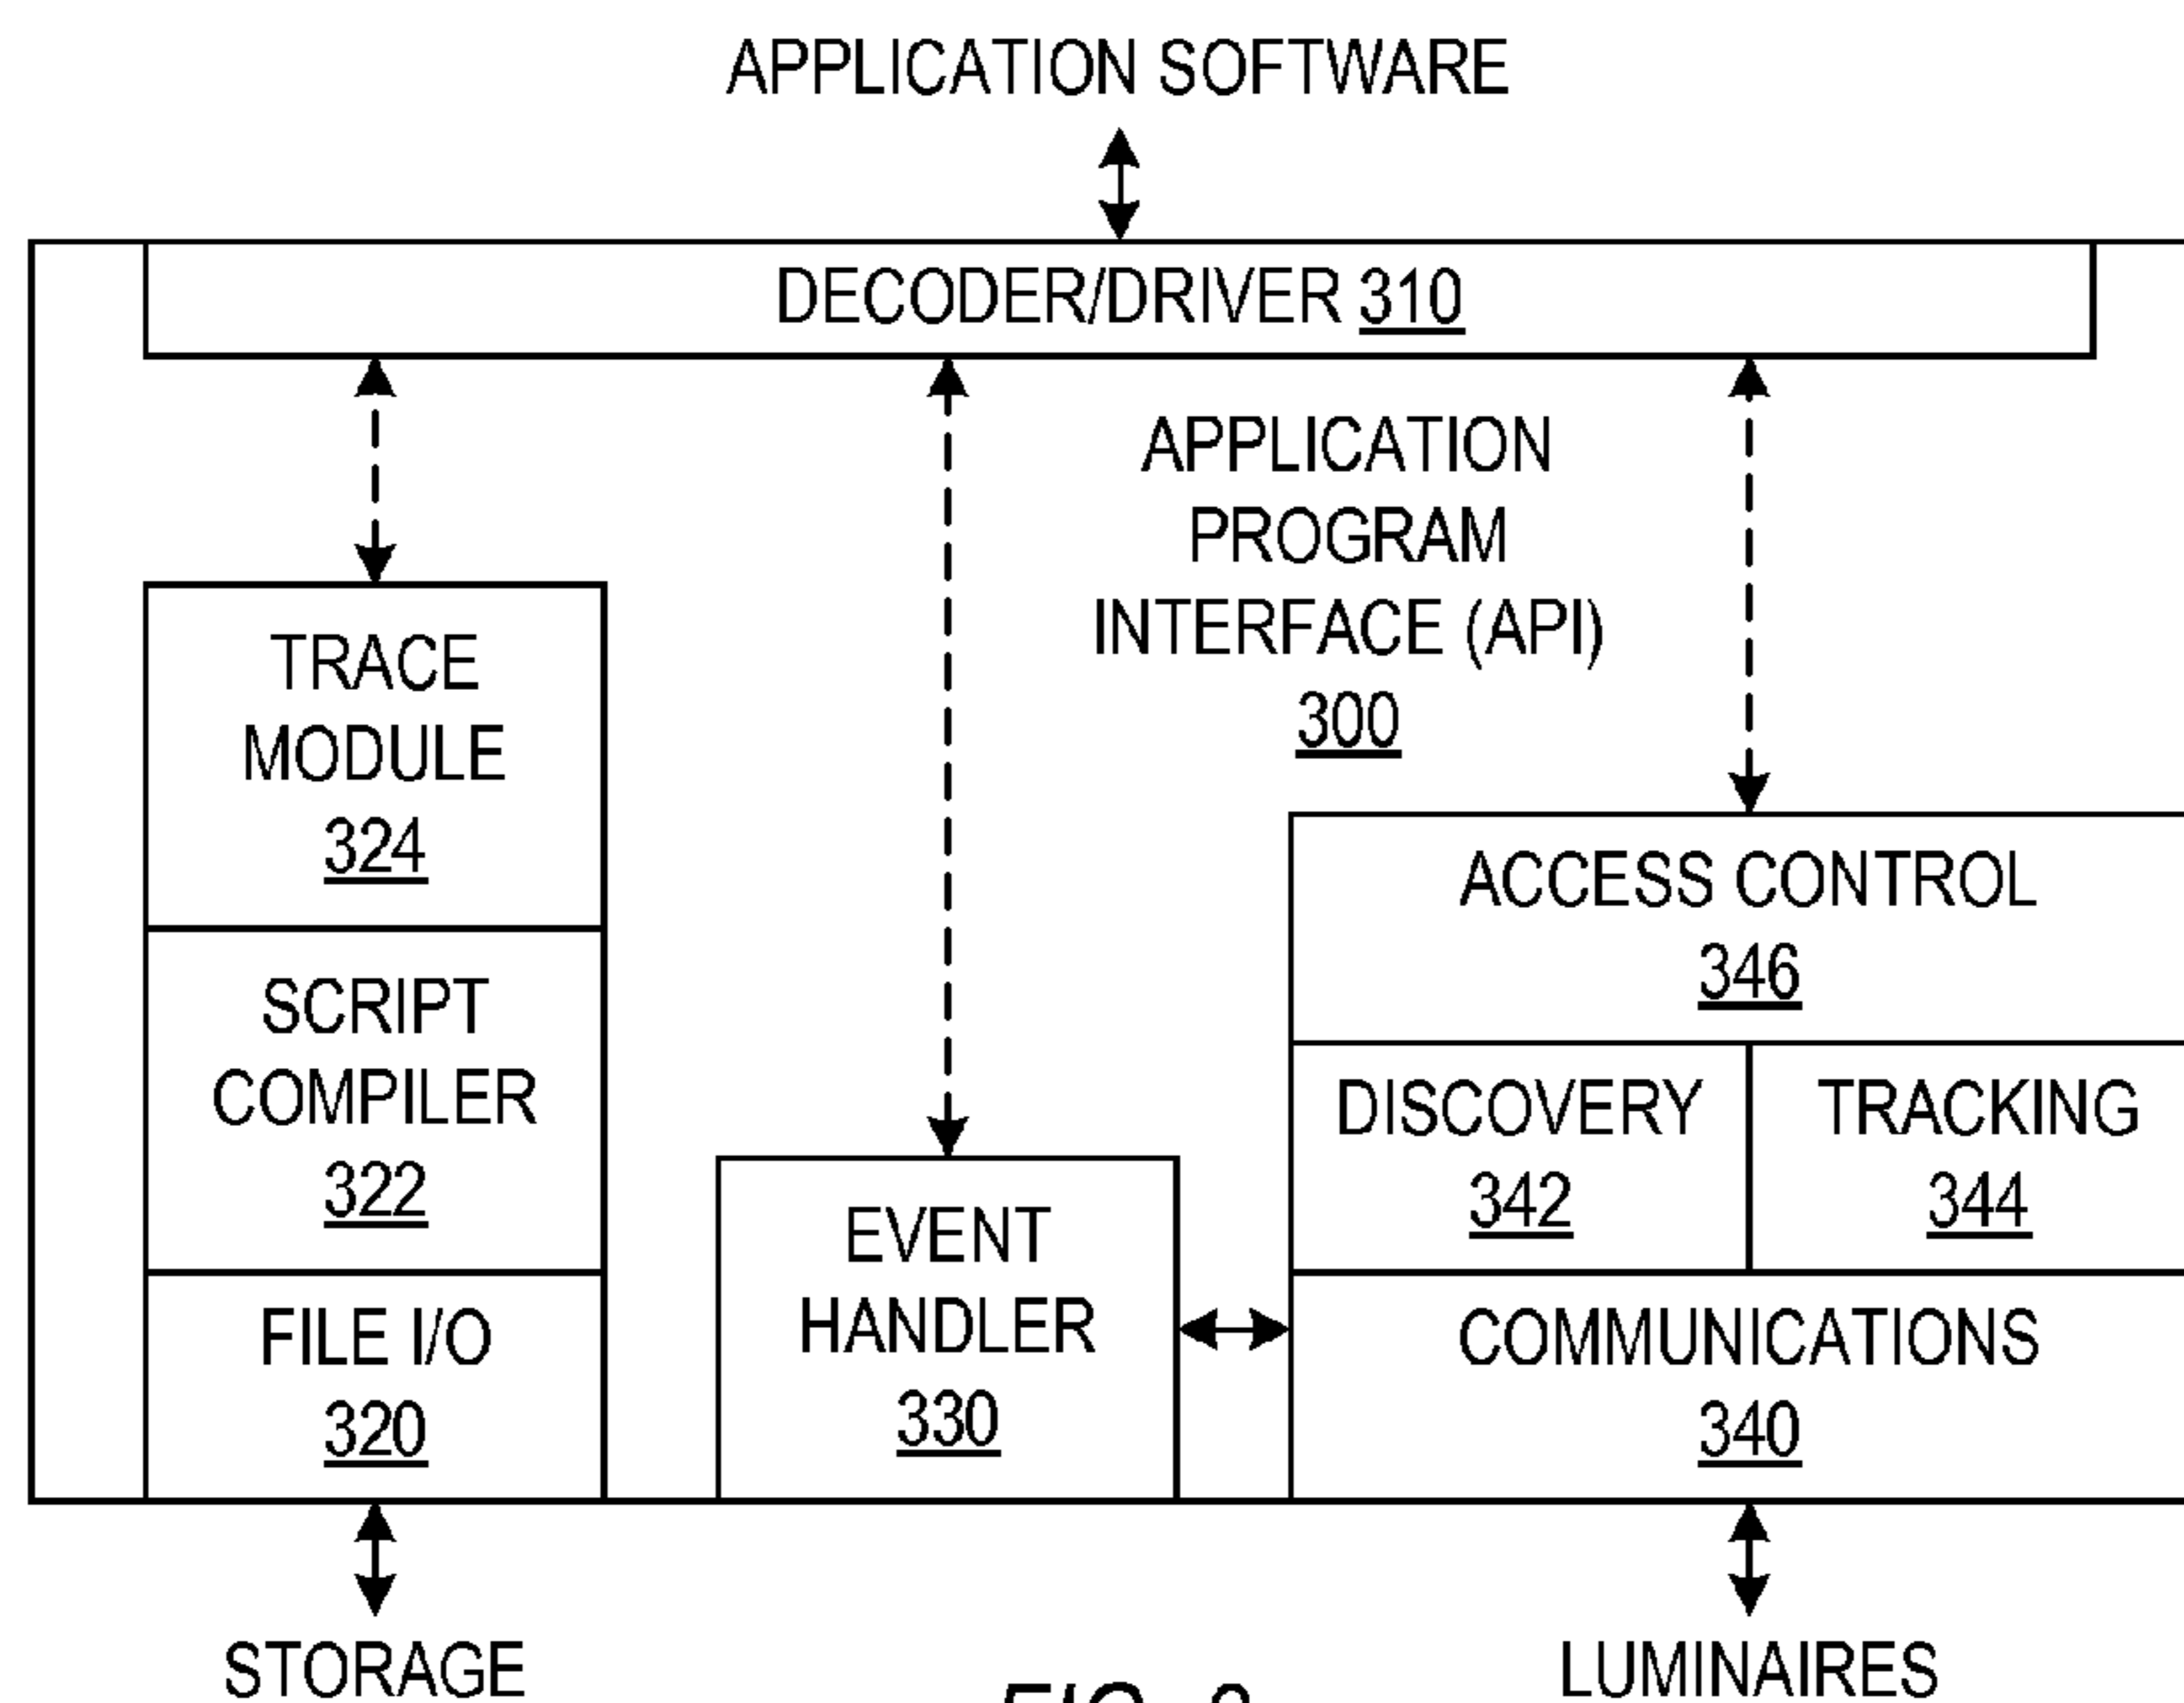 APPLICATION SOFTWARE
DECODER/DRIVER 310
APPLICATION
PROGRAM
INTERFACE (API)
300
TRACE
MODULE
324
SCRIPT
COMPILER
322
FILE I/O
320
EVENT
HANDLER
330
ACCESS CONTROL
346
DISCOVERY
342
TRACKING
344
COMMUNICATIONS
340
STORAGE
LUMINAIRES
FIG.